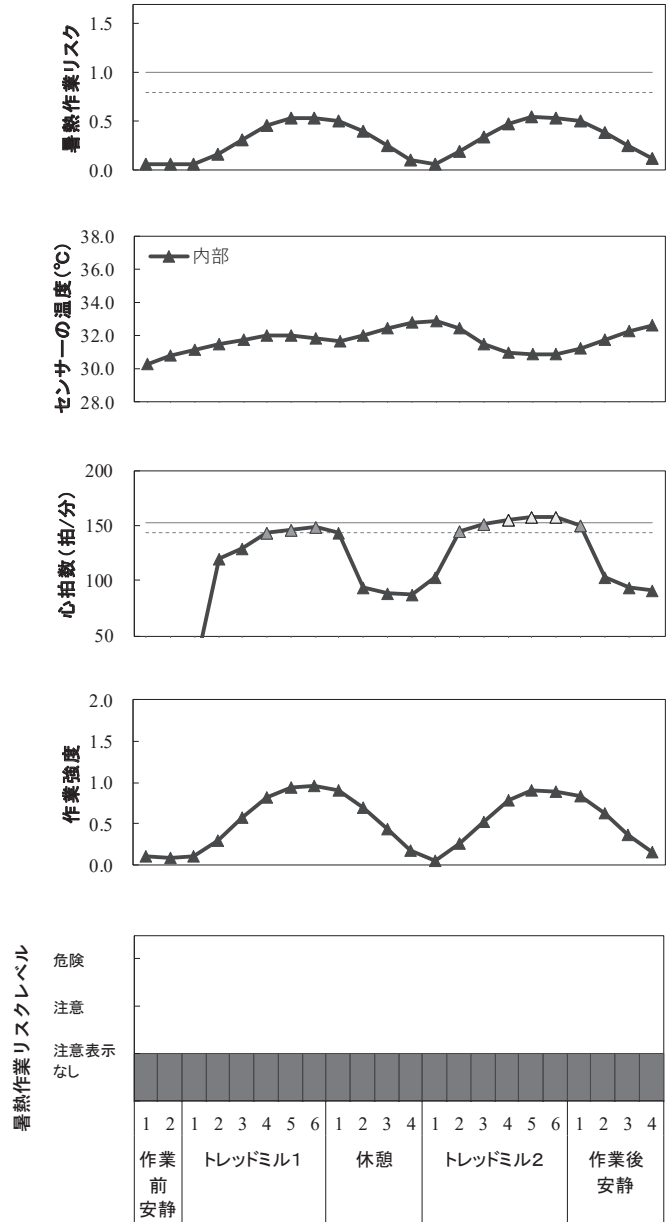 暑熱作業リスク
1.5
1.0
0.5
0.0
センサーの温度(℃)
38.0
36.0
34.0
32.0
30.0
28.0
内部
心拍数(拍/分)
200
150
100
50
作業強度
2.0
1.5
1.0
0.5
0.0
暑熱作業リスクレベル
危険
注意
注意表示
なし
1 2 1 2 3 4 5 6 1 2 3 4 1 2 3 4 5 6 1 2 3 4
作業
前
安静
トレッドミル1
休憩
トレッドミル2
作業後
安静